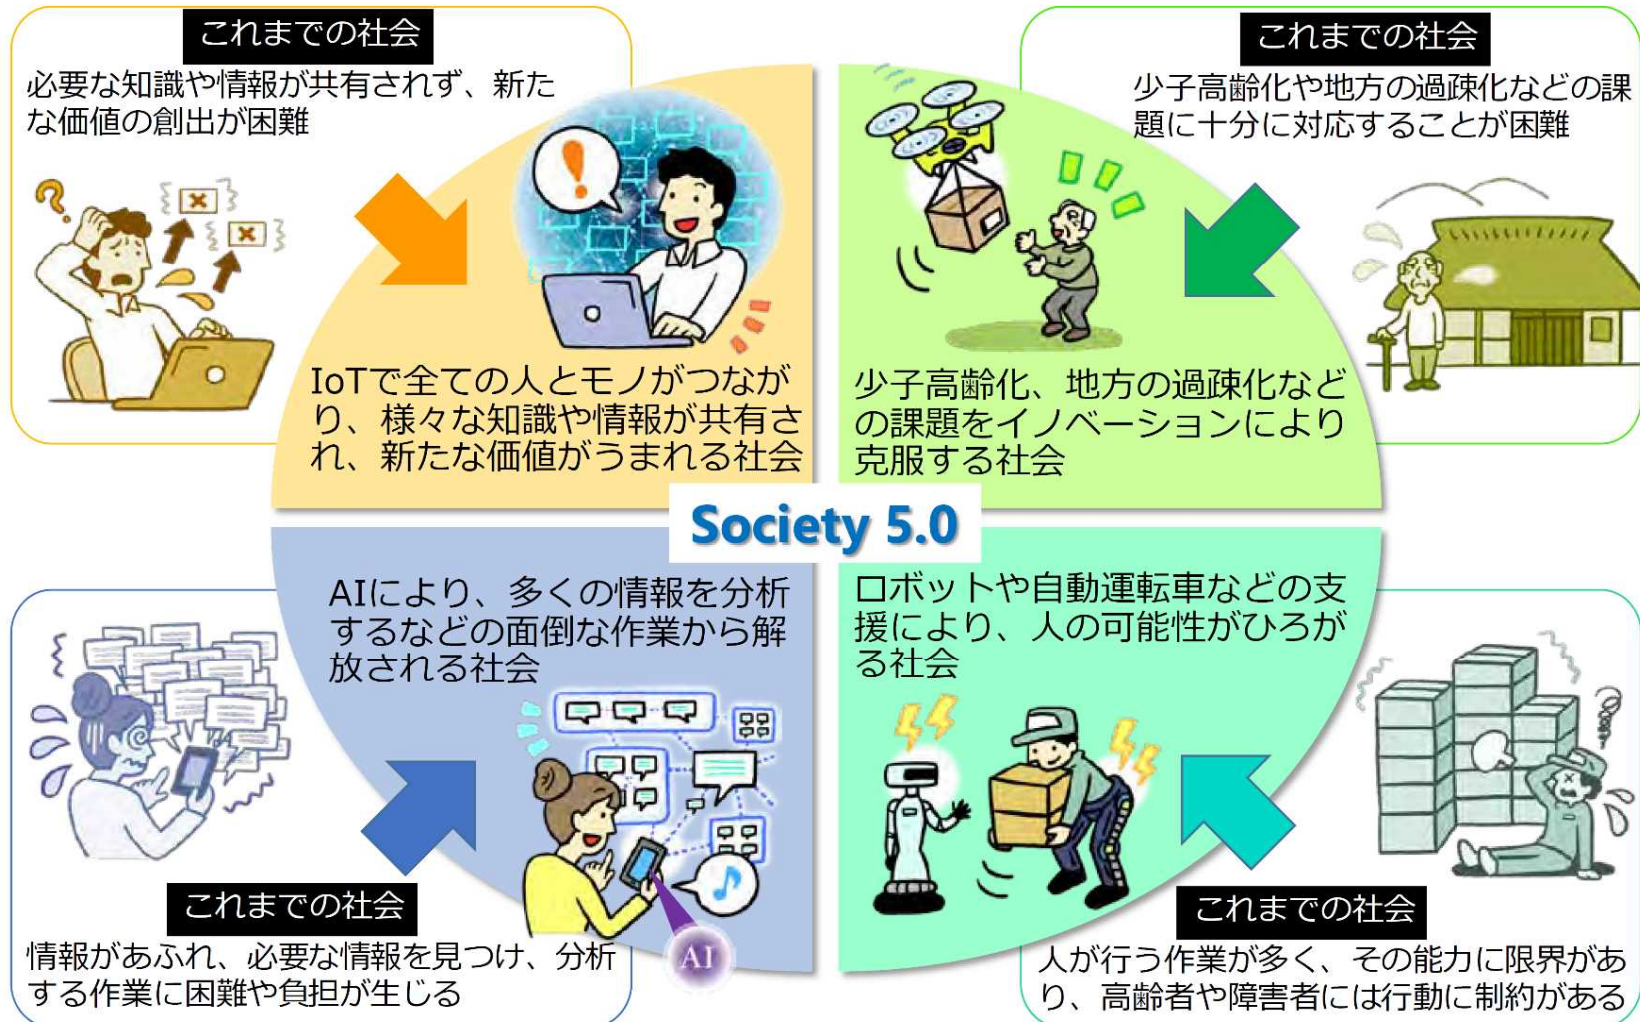 これまでの社会
必要な知識や情報が共有されず、新た
な価値の創出が困難
IoTで全ての人とモノがつなが
り、様々な知識や情報が共有さ
れ、新たな価値がうまれる社会
これまでの社会
少子高齢化や地方の過疎化などの課
題に十分に対応することが困難
少子高齢化、地方の過疎化など
の課題をイノベーションにより
克服する社会
Society 5.0
AIにより、多くの情報を分析
するなどの面倒な作業から解
放される社会
AI
これまでの社会
情報があふれ、必要な情報を見つけ、分析
する作業に困難や負担が生じる
ロボットや自動運転車などの支
援により、人の可能性がひろが
る社会
これまでの社会
人が行う作業が多く、その能力に限界があ
り、高齢者や障害者には行動に制約がある